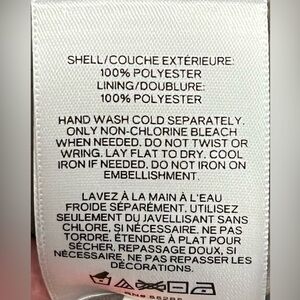 SHELL/COUCHE EXTÉRIEURE:
100% POLYESTER
LINING/DOUBLURE:
100% POLYESTER
HAND WASH COLD SEPARATELY.
ONLY NON-CHLORINE BLEACH
WHEN NEEDED. DO NOT TWIST OR
WRING. LAY FLAT TO DRY. COOL
IRON IF NEEDED. DO NOT IRON ON
EMBELLISHMENT.
LAVEZ À LA MAIN À L'EAU
FROIDE SÉPARÉMENT. UTILISEZ
SEULEMENT DU JAVELLISANT SANS
CHLORE, SI NÉCESSAIRE. NE PAS
TORDRE. ÉTENDRE À PLAT POUR
SÉCHER. REPASSAGE DOUX, SI
NÉCESSAIRE. NE PAS REPASSER LES
DÉCORATIONS.